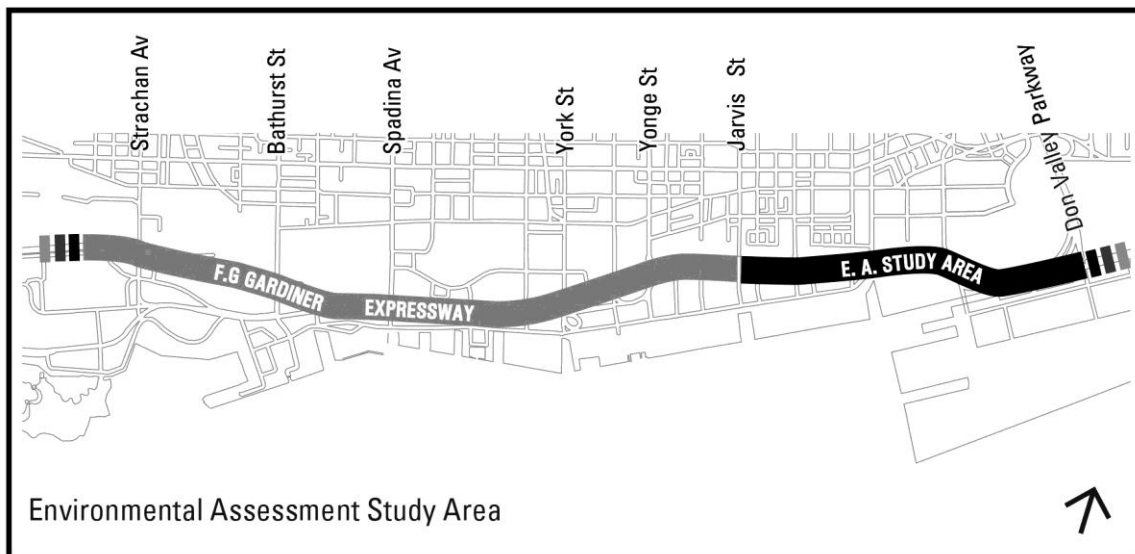 Strachan Av
Bathurst St
Spadina Av
York St
Yonge St
Jarvis St
Don Valley Parkway
F.G GARDINER
EXPRESSWAY
E. A. STUDY AREA
Environmental Assessment Study Area